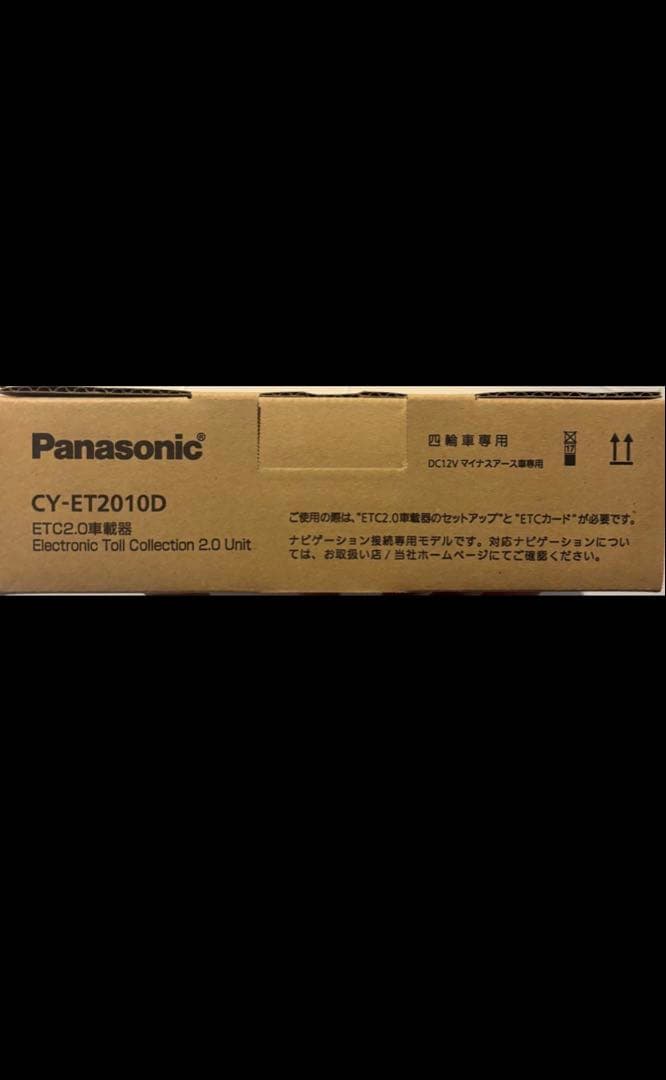 Panasonic®
CY-ET2010D
ETC2.0車載器
Electronic Toll Collection 2.0 Unit
四輪車専用
DC12V マイナスアース車専用
17
ご使用の際は、"ETC2.0車載器のセットアップ"と"ETCカード"が必要です。
ナビゲーション接続専用モデルです。対応ナビゲーションについ
ては、お取扱い店/当社ホームページにてご確認ください。